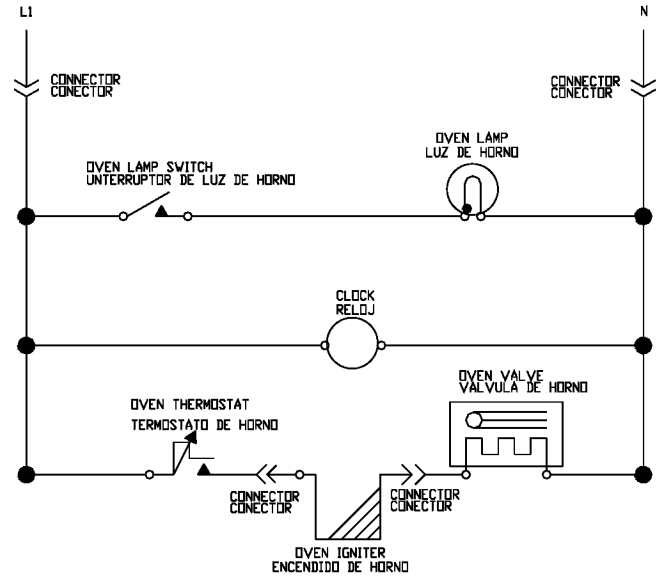 L1
N
CONNECTOR
CONECTOR
CONNECTOR
CONECTOR
OVEN LAMP
LUZ DE HORNO
OVEN LAMP SWITCH
UNTERRUPTOR DE LUZ DE HORNO
CLOCK
RELOJ
OVEN VALVE
VALVULA DE HORNO
OVEN THERMOSTAT
TERMOSTATO DE HORNO
CONNECTOR
CONECTOR
CONNECTOR
CONECTOR
OVEN IGNITER
ENCENDIDO DE HORNO